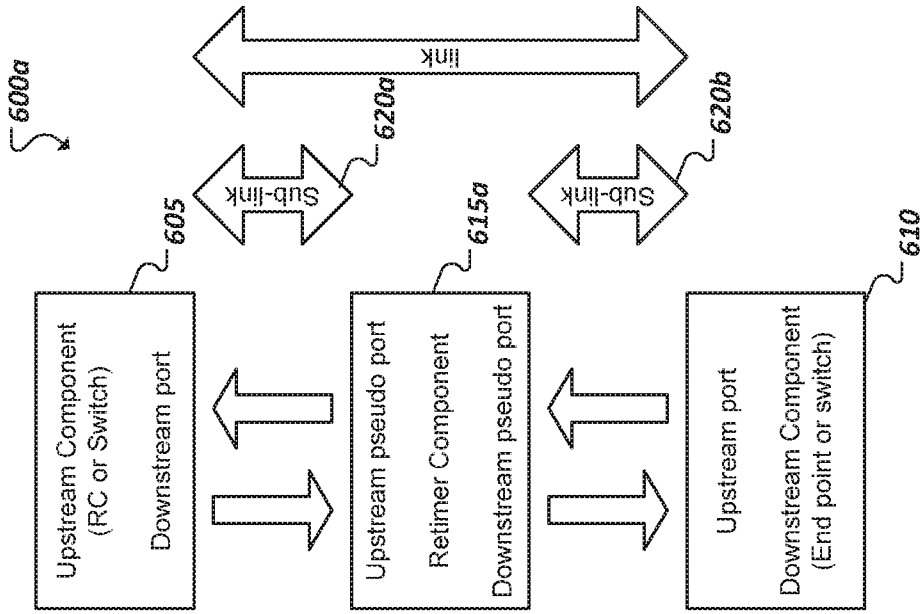 600a
605
Upstream Component
(RC or Switch)
Downstream port
Sub-link
620a
link
615a
Upstream pseudo port
Retimer Component
Downstream pseudo port
Sub-link
620b
610
Upstream port
Downstream Component
(End point or switch)